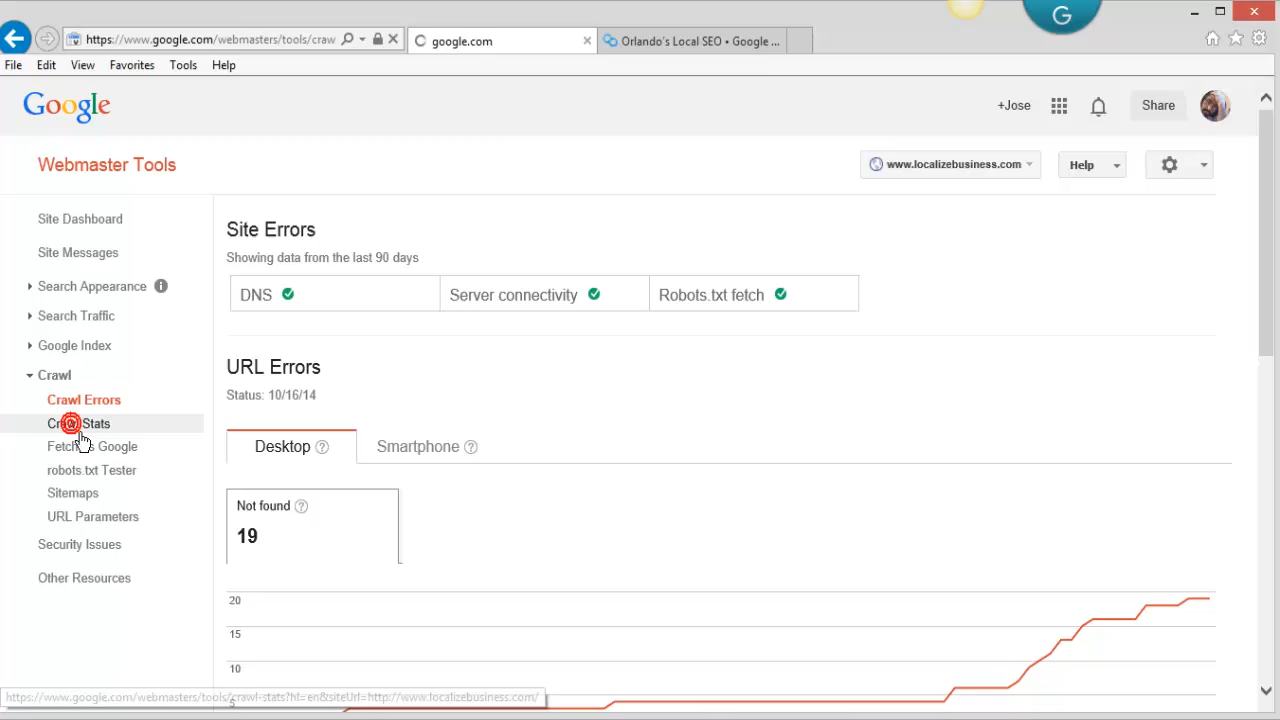 G
https://www.google.com/webmasters/tools/craw
google.com
Orlando's Local SEO • Google ...
File Edit View Favorites Tools Help
Google
+Jose
Share
Webmaster Tools
www.localizebusiness.com
Help
Site Dashboard
Site Messages
Search Appearance
Search Traffic
Google Index
Crawl
Crawl Errors
Stats
Google
robots.txt Tester
Sitemaps
URL Parameters
Security Issues
Other Resources
Site Errors
Showing data from the last 90 days
DNS
Server connectivity
Robots.txt fetch
URL Errors
Status: 10/16/14
Desktop ?
Smartphone ?
Not found ?
19
20
15
10
5
https://www.google.com/webmasters/tools/crawl-stats?hl=en&siteUrl=http://www.localizebusiness.com/